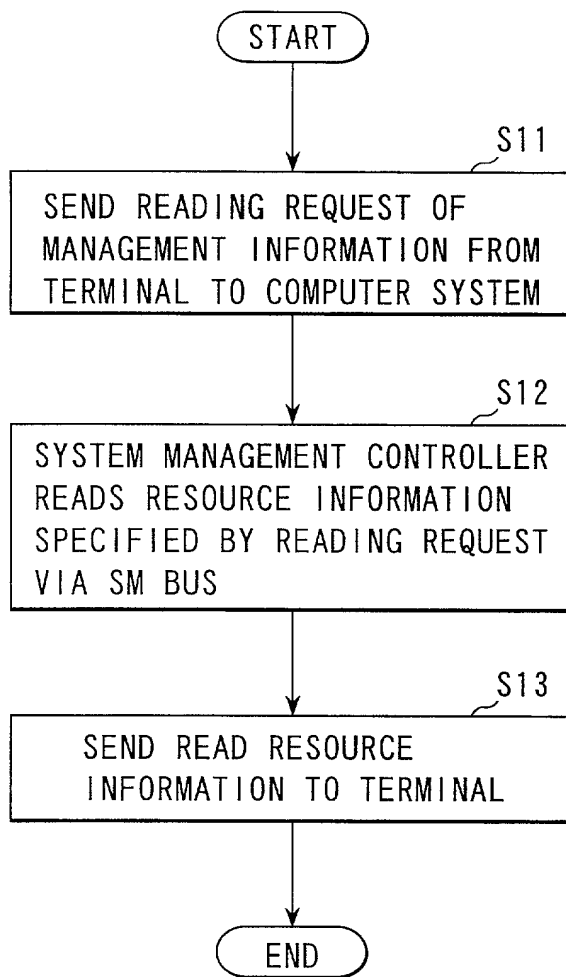 START
S11
SEND READING REQUEST OF
MANAGEMENT INFORMATION FROM
TERMINAL TO COMPUTER SYSTEM
S12
SYSTEM MANAGEMENT CONTROLLER
READS RESOURCE INFORMATION
SPECIFIED BY READING REQUEST
VIA SM BUS
S13
SEND READ RESOURCE
INFORMATION TO TERMINAL
END